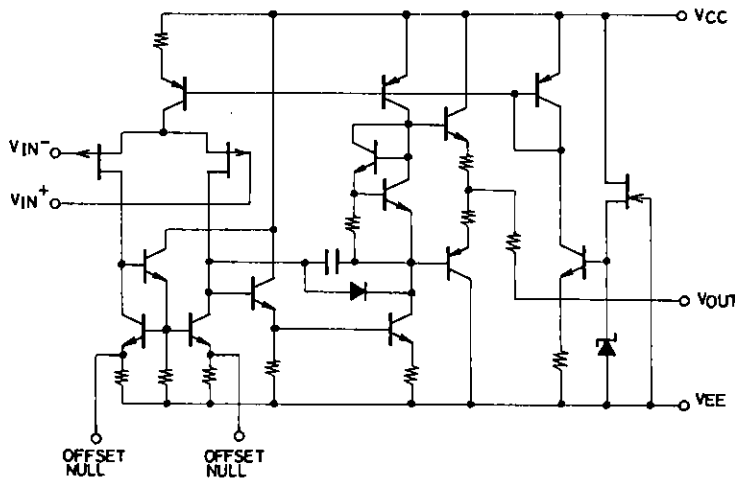 VCC
VIN-
VIN+
VOUT
VEE
OFFSET
NULL
OFFSET
NULL